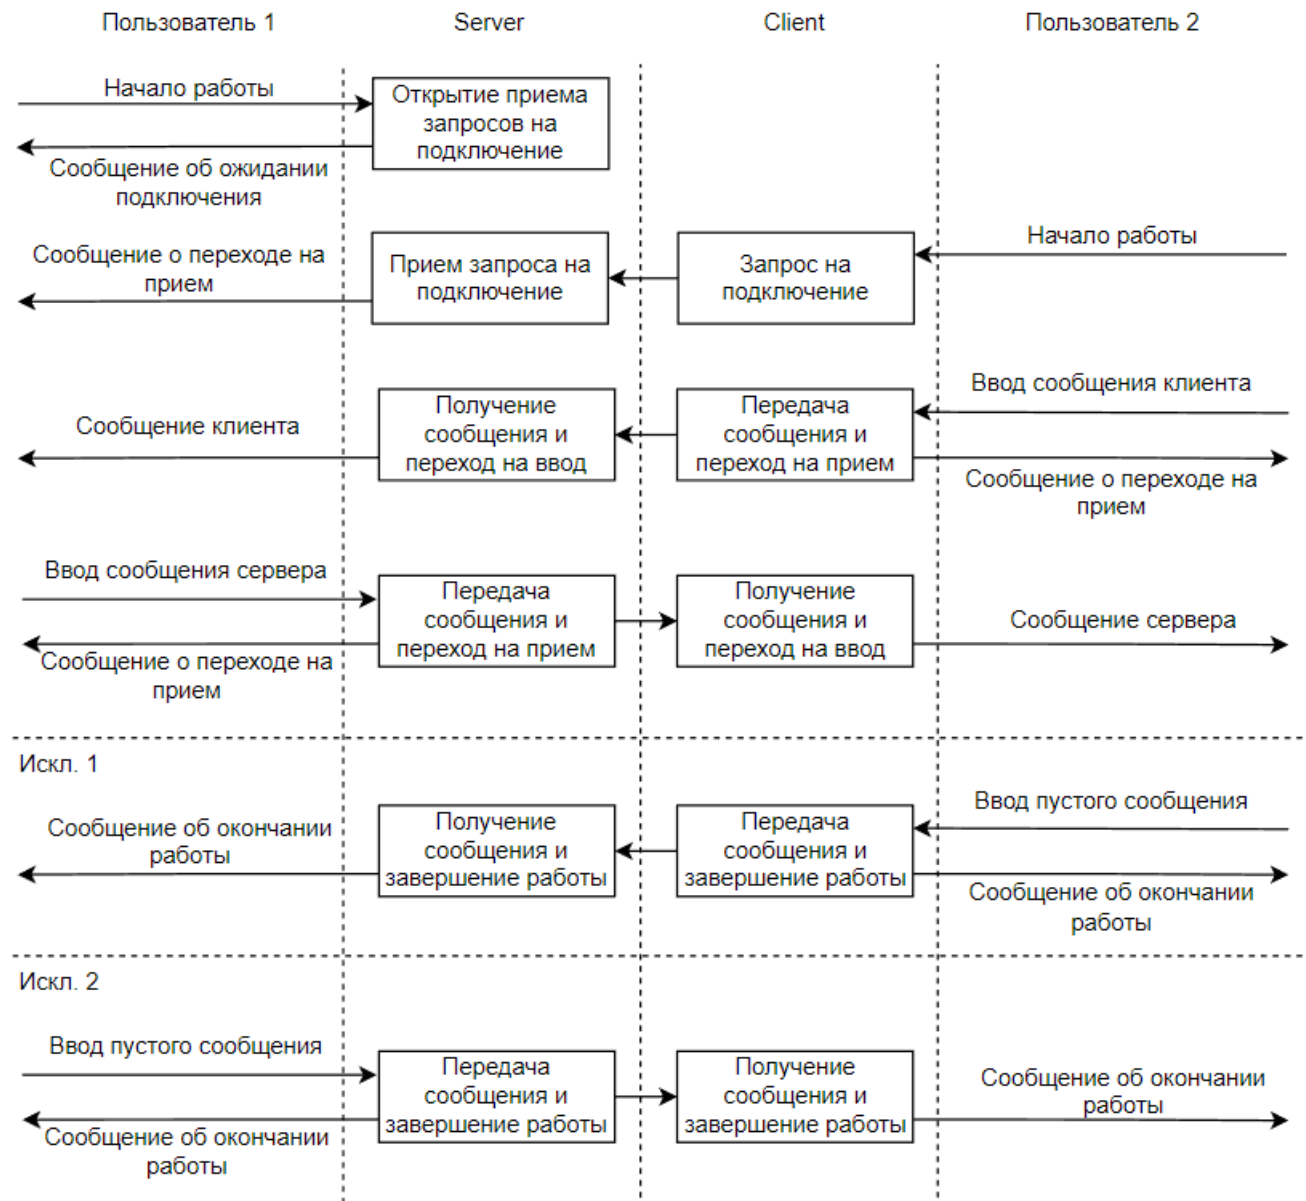 Пользователь 1
Server
Client
Пользователь 2
Начало работы
Открытие приема
запросов на
подключение
Сообщение об ожидании
подключения
Сообщение о переходе на
прием
Прием запроса на
подключение
Запрос на
подключение
Начало работы
Сообщение клиента
Получение
сообщения и
переход на ввод
Передача
сообщения и
переход на прием
Ввод сообщения клиента
Сообщение о переходе на
прием
Ввод сообщения сервера
Сообщение о переходе на
прием
Передача
сообщения и
переход на прием
Получение
сообщения и
переход на ввод
Сообщение сервера
Искл. 1
Сообщение об окончании
работы
Получение
сообщения и
завершение работы
Передача
сообщения и
завершение работы
Ввод пустого сообщения
Сообщение об окончании
работы
Искл. 2
Ввод пустого сообщения
Сообщение об окончании
работы
Передача
сообщения и
завершение работы
Получение
сообщения и
завершение работы
Сообщение об окончании
работы